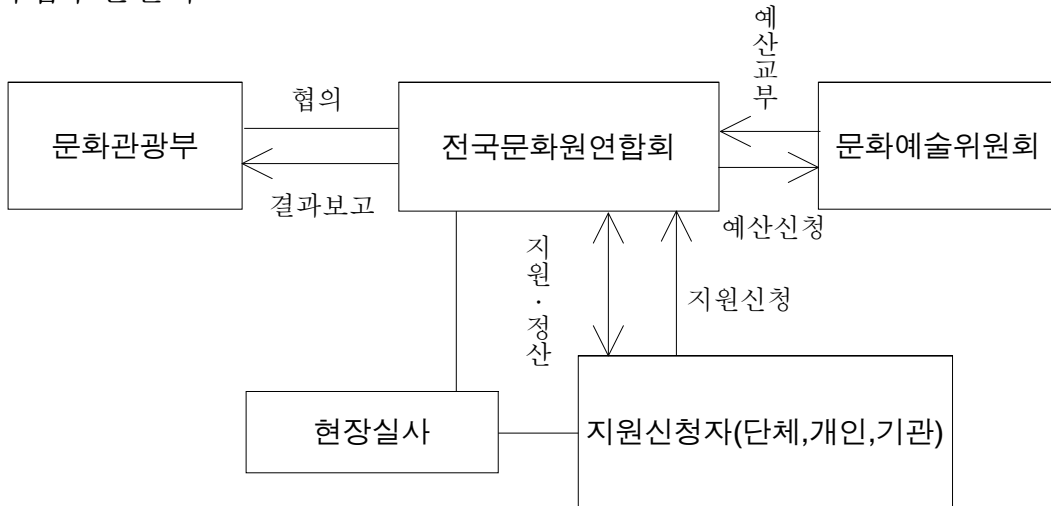 예산교부
협의
문화관광부
전국문화원연합회
문화예술위원회
결과보고
예산신청
지원·정산
지원신청
현장실사
지원신청자(단체,개인,기관)